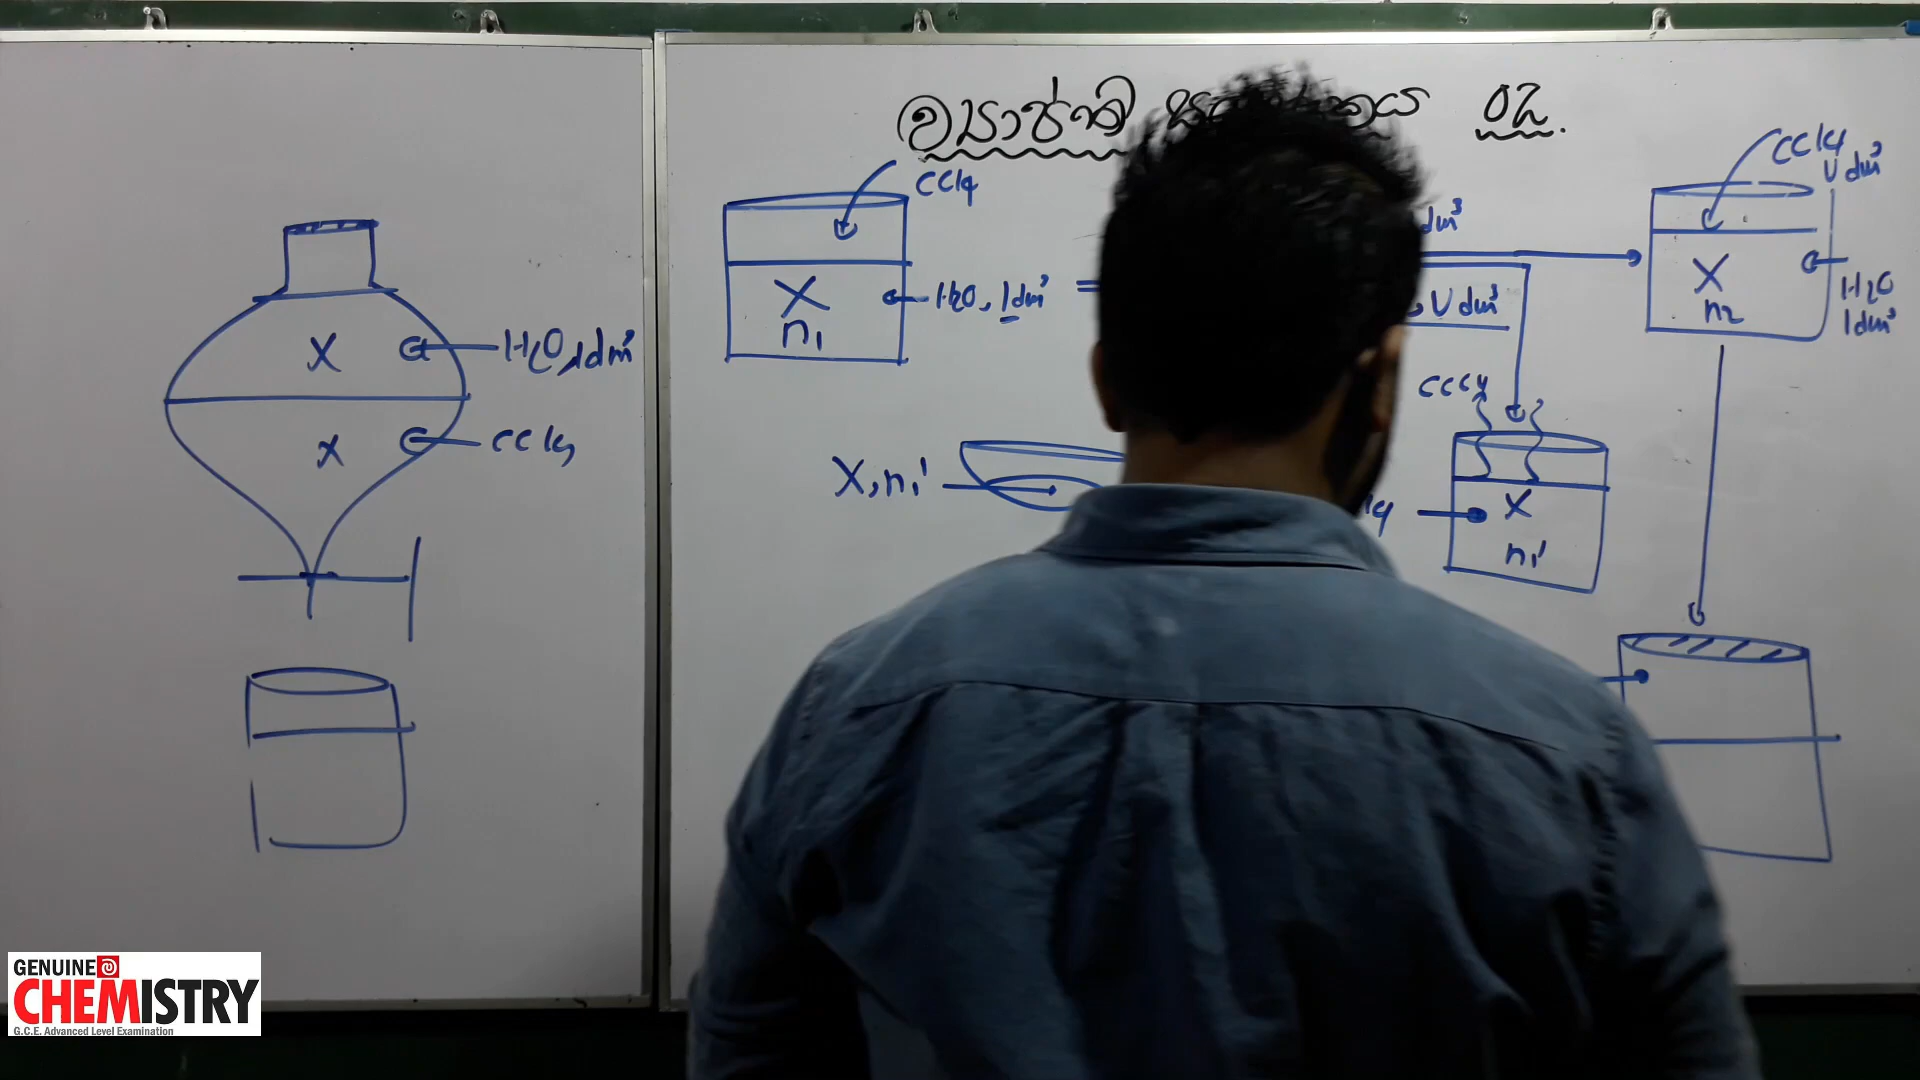 ව්‍යාප්ති
02.
CCl4
X
n1
H2O, 1dm³
dm³
, V dm³
CCl4
V dm³
X
n2
H2O
1dm³
X
H2O, 1dm³
X
CCl4
X, n1'
CCl4
X
n1'
GENUINE
CHEMISTRY
G.C.E. Advanced Level Examination